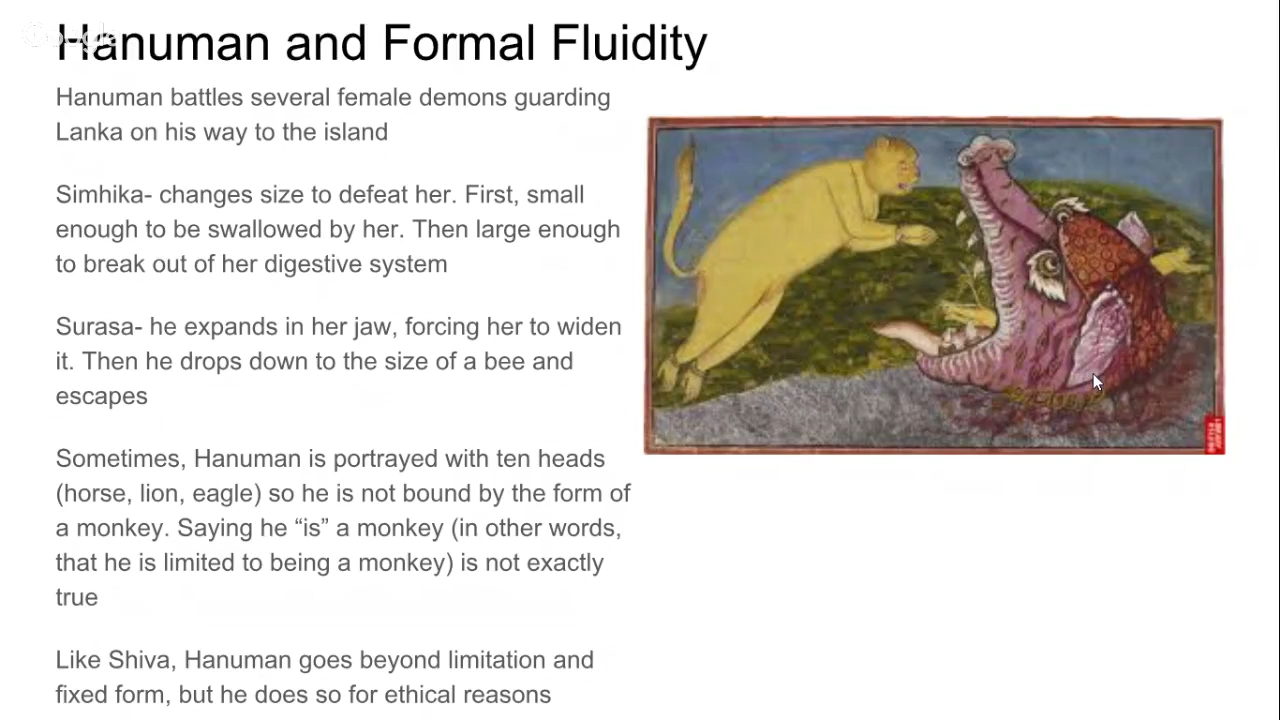 Google
Hanuman and Formal Fluidity
Hanuman battles several female demons guarding
Lanka on his way to the island
Simhika- changes size to defeat her. First, small
enough to be swallowed by her. Then large enough
to break out of her digestive system
Surasa- he expands in her jaw, forcing her to widen
it. Then he drops down to the size of a bee and
escapes
Sometimes, Hanuman is portrayed with ten heads
(horse, lion, eagle) so he is not bound by the form of
a monkey. Saying he “is” a monkey (in other words,
that he is limited to being a monkey) is not exactly
true
Like Shiva, Hanuman goes beyond limitation and
fixed form, but he does so for ethical reasons